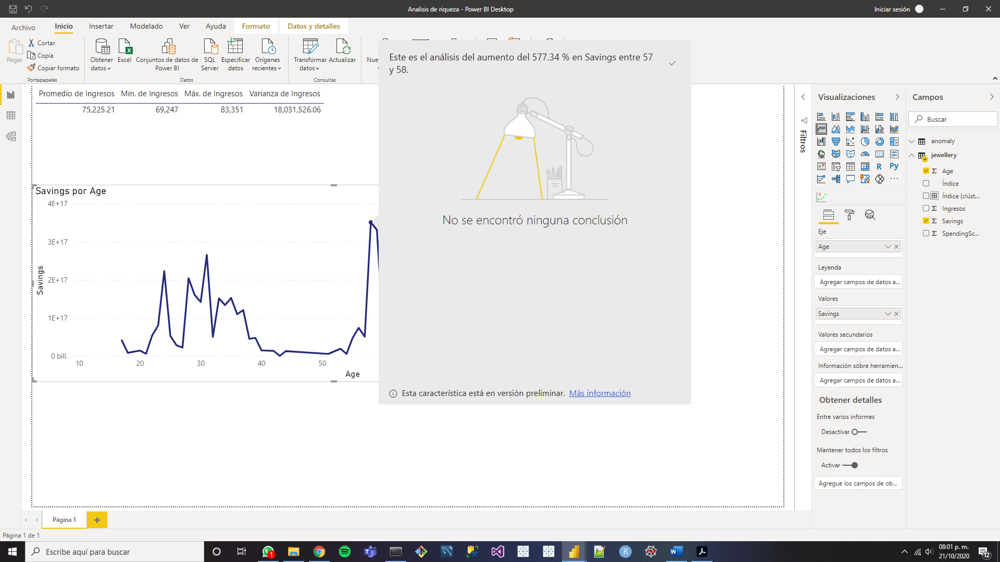 Analisis de riqueza - Power BI Desktop
Iniciar sesión
Archivo
Inicio
Insertar
Modelado
Ver
Ayuda
Formato
Datos y detalles
Pegar
Cortar
Copia
Copiar formato
Portapapeles
Obtener datos
Excel
Conjuntos de datos de Power BI
SQL Server
Especificar datos
Orígenes recientes
Datos
Transformar datos
Actualizar
Consultas
Promedio de Ingresos Mín. de Ingresos Máx. de Ingresos Varianza de Ingresos
75,225.21 69,247 83,351 18,031,526.06
Savings por Age
4E+17
3E+17
2E+17
1E+17
0 bill.
Savings
10 20 30 40 50
Age
Este es el análisis del aumento del 577.34 % en Savings entre 57
y 58.
No se encontró ninguna conclusión
Esta característica está en versión preliminar. Más información
Filtros
Visualizaciones
R
Py
123
Eje
Age
Leyenda
Agregar campos de datos a...
Valores
Savings
Valores secundarios
Agregar campos de datos a...
Información sobre herramien...
Agregar campos de datos a...
Obtener detalles
Entre varios informes
Desactivar
Mantener todos los filtros
Activar
Agregue los campos de ob...
Campos
Buscar
anomaly
jewellery
Age
Índice
Índice (clúst...
Ingresos
Savings
SpendingSc...
Página 1
Página 1 de 1
Escribe aquí para buscar
1
08:01 p. m.
21/10/2020
12